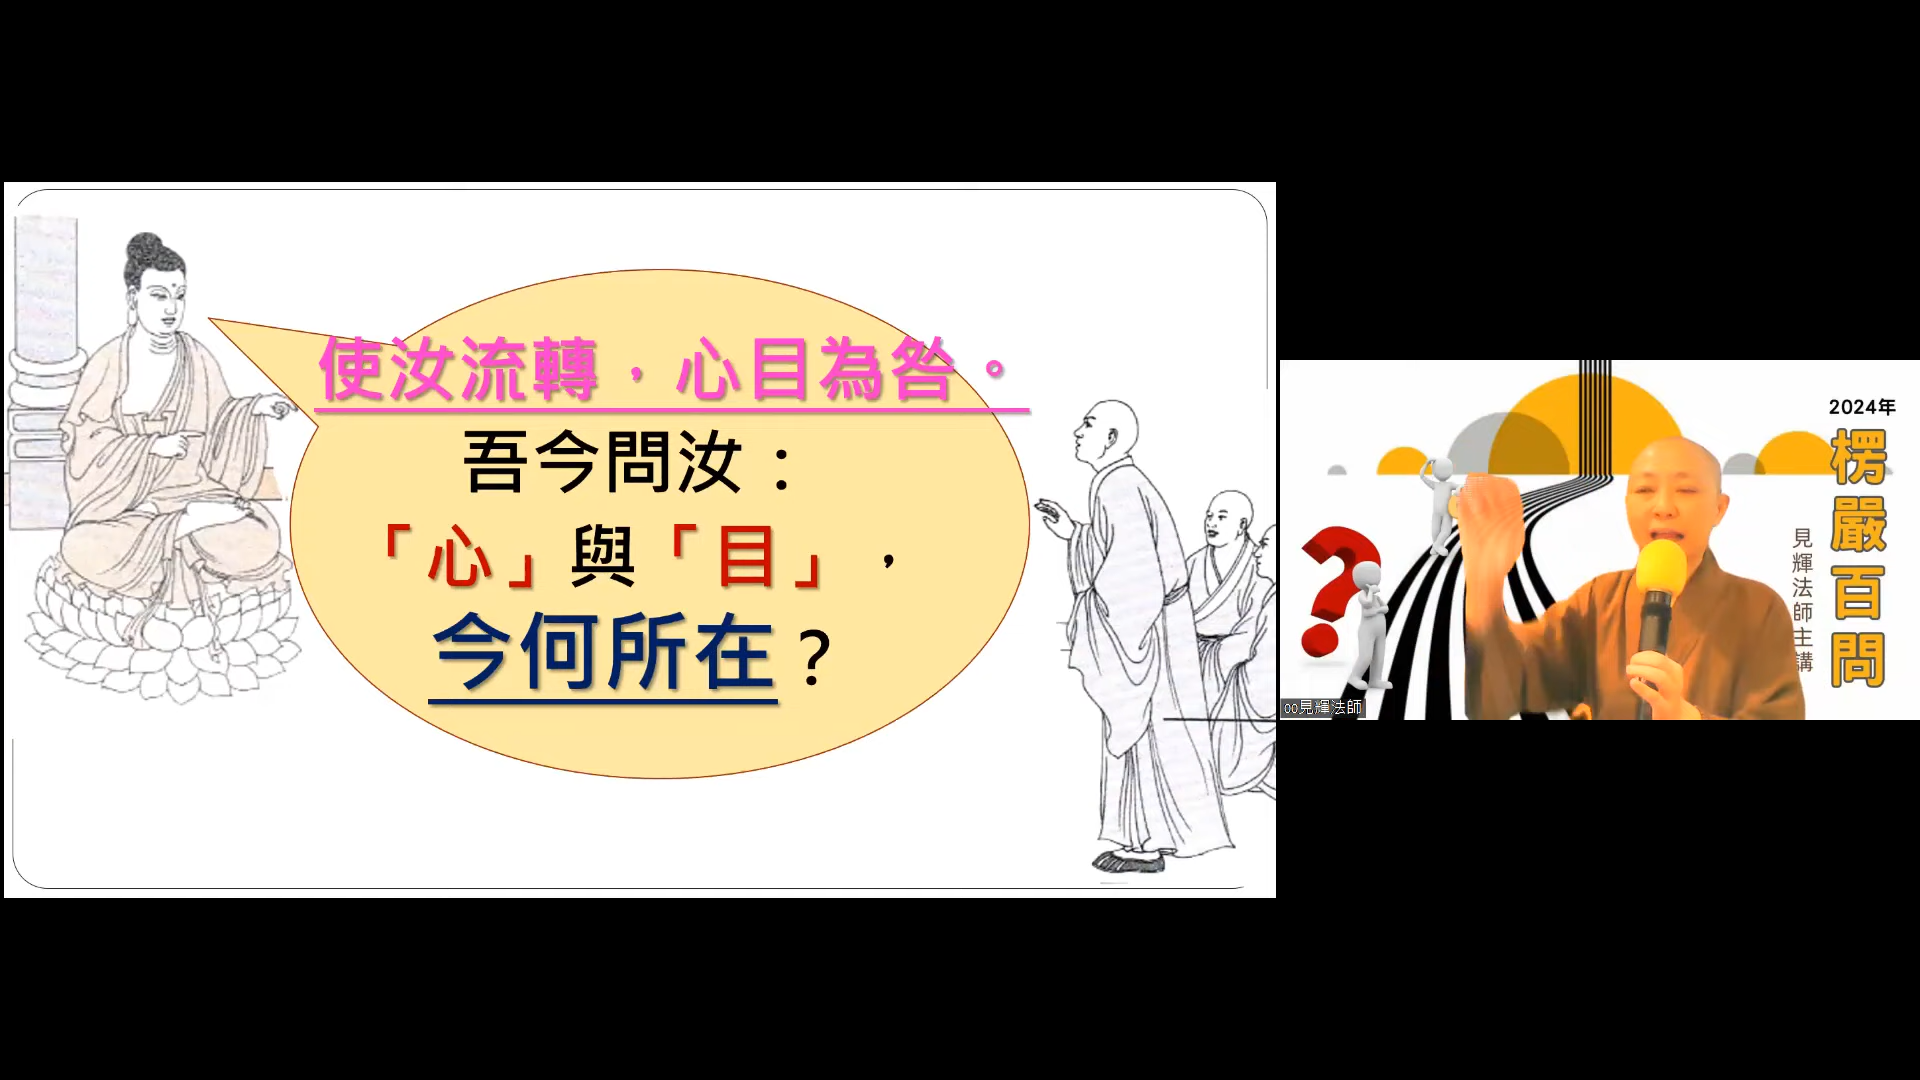 使汝流轉，心目為咎。
吾今問汝：
「心」與「目」，
今何所在？
2024年
楞嚴百問
見輝法師主講
oo見輝法師